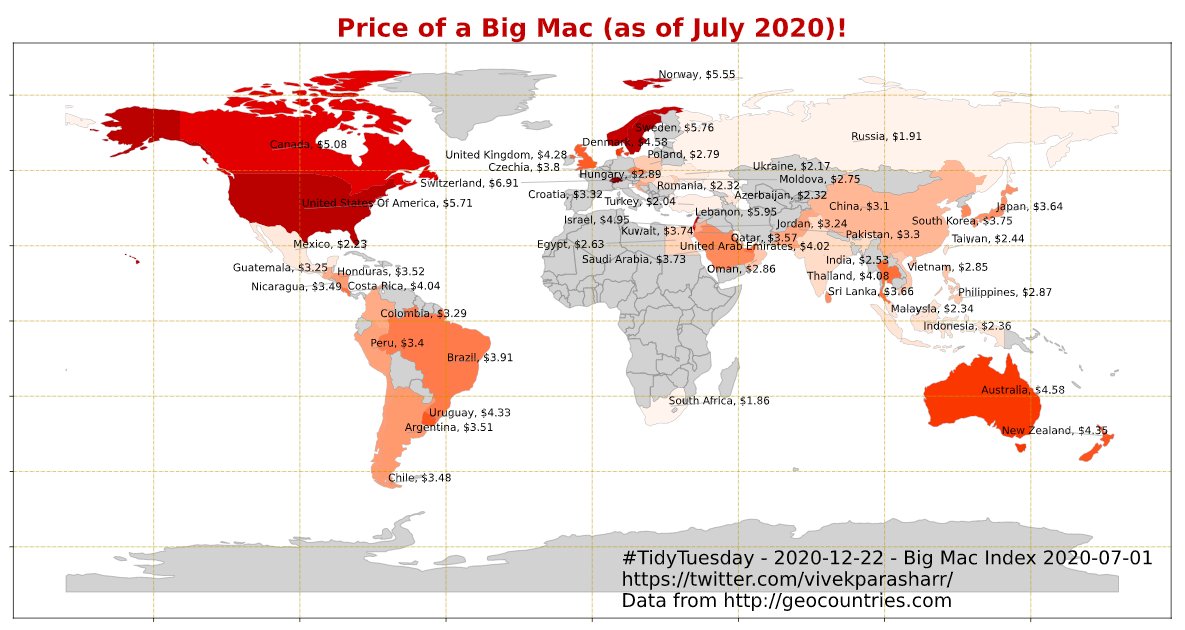 Price of a Big Mac (as of July 2020)!
Norway, $5.55
Sweden, $5.76
Russia, $1.91
Canada, $5.08
Denmark, $4.58
United Kingdom, $4.28
Poland, $2.79
Czechia, $3.8
Ukraine, $2.17
Hungary, $2.89
Moldova, $2.75
Switzerland, $6.91
Romania, $2.32
Croatia, $3.32
Azerbaijan, $2.32
United States Of America, $5.71
Turkey, $2.04
China, $3.1
Japan, $3.64
Lebanon, $5.95
Israel, $4.95
Jordan, $3.24
South Korea, $3.75
Kuwait, $3.74
Qatar, $3.57
Pakistan, $3.3
Taiwan, $2.44
Mexico, $2.23
Egypt, $2.63
United Arab Emirates, $4.02
Saudi Arabia, $3.73
India, $2.53
Guatemala, $3.25
Honduras, $3.52
Oman, $2.86
Vietnam, $2.85
Thailand, $4.08
Nicaragua, $3.49
Costa Rica, $4.04
Sri Lanka, $3.66
Philippines, $2.87
Colombia, $3.29
Malaysia, $2.34
Indonesia, $2.36
Peru, $3.4
Brazil, $3.91
Australia, $4.58
South Africa, $1.86
Uruguay, $4.33
Argentina, $3.51
New Zealand, $4.35
Chile, $3.48
#TidyTuesday - 2020-12-22 - Big Mac Index 2020-07-01
https://twitter.com/vivekparasharr/
Data from http://geocountries.com